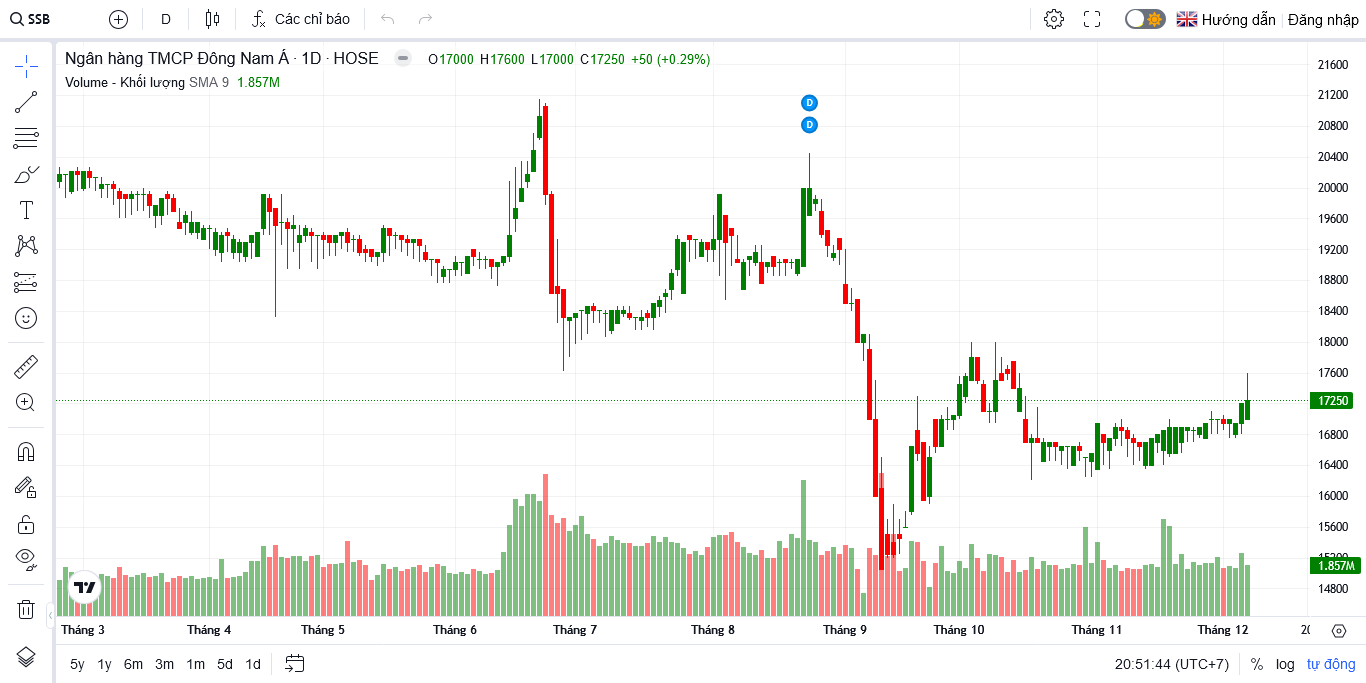 SSB D Các chỉ báo Hướng dẫn Đăng nhập
Ngân hàng TMCP Đông Nam Á · 1D · HOSE O17000 H17600 L17000 C17250 +50 (+0.29%)
Volume - Khối lượng SMA 9 1.857M
D
D
21600
21200
20800
20400
20000
19600
19200
18800
18400
18000
17600
17250
16800
16400
16000
15600
15200
1.857M
14800
Tháng 3 Tháng 4 Tháng 5 Tháng 6 Tháng 7 Tháng 8 Tháng 9 Tháng 10 Tháng 11 Tháng 12
5y 1y 6m 3m 1m 5d 1d 20:51:44 (UTC+7) % log tự động